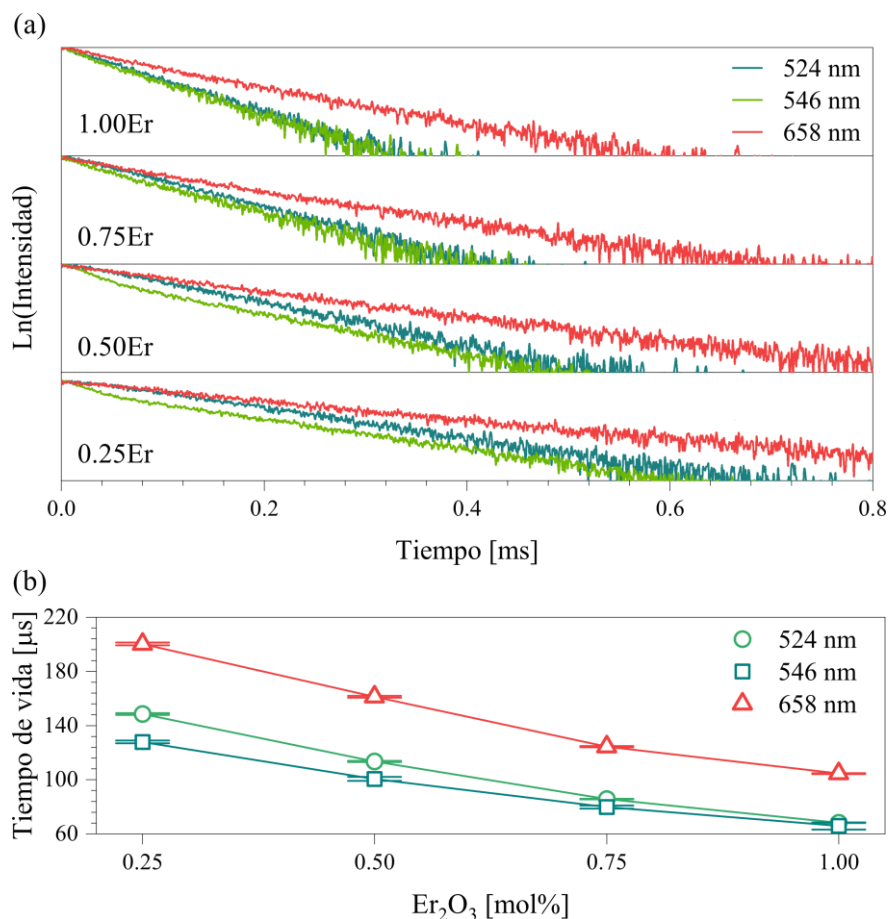 (a)
524 nm
546 nm
658 nm
1.00Er
0.75Er
0.50Er
0.25Er
Ln(Intensidad)
0.0 0.2 0.4 0.6 0.8
Tiempo [ms]
(b)
220
180
140
100
60
Tiempo de vida [µs]
524 nm
546 nm
658 nm
0.25 0.50 0.75 1.00
Er₂O₃ [mol%]